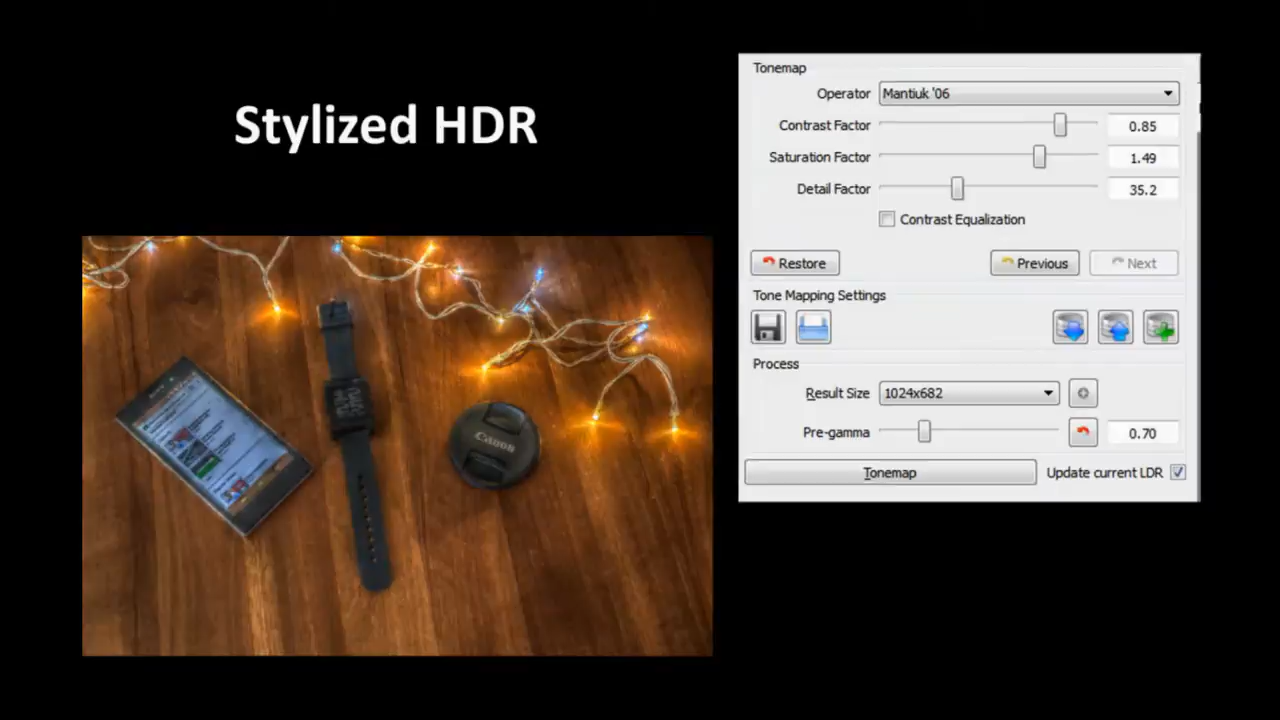 Stylized HDR
Tonemap
Operator Mantiuk '06
Contrast Factor 0.85
Saturation Factor 1.49
Detail Factor 35.2
Contrast Equalization
Restore Previous Next
Tone Mapping Settings
Process
Result Size 1024x682
Pre-gamma 0.70
Tonemap Update current LDR
Canon
SONY